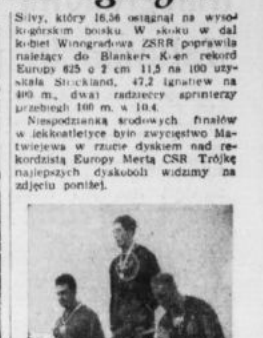 Silvy, który 16,56 osiągnął na wyso-
kogórskim boisku. W skoku w dal
kobiet Winogradowa ZSRR poprawiła
należący do Blankers Koen rekord
Europy 625 o 2 cm 11,5 na 100 uzy-
skała Strickland, 47,2 Ignatiew na
400 m., dwaj radzieccy sprinterzy
przebiegli 100 m. w 10.4.
Niespodzianką środowych finałów
w lekkoatletyce było zwycięstwo Ma-
twiejewa w rzucie dyskiem nad re-
kordzistą Europy Mertą CSR Trójkę
najlepszych dyskoboli widzimy na
zdjęciu poniżej.